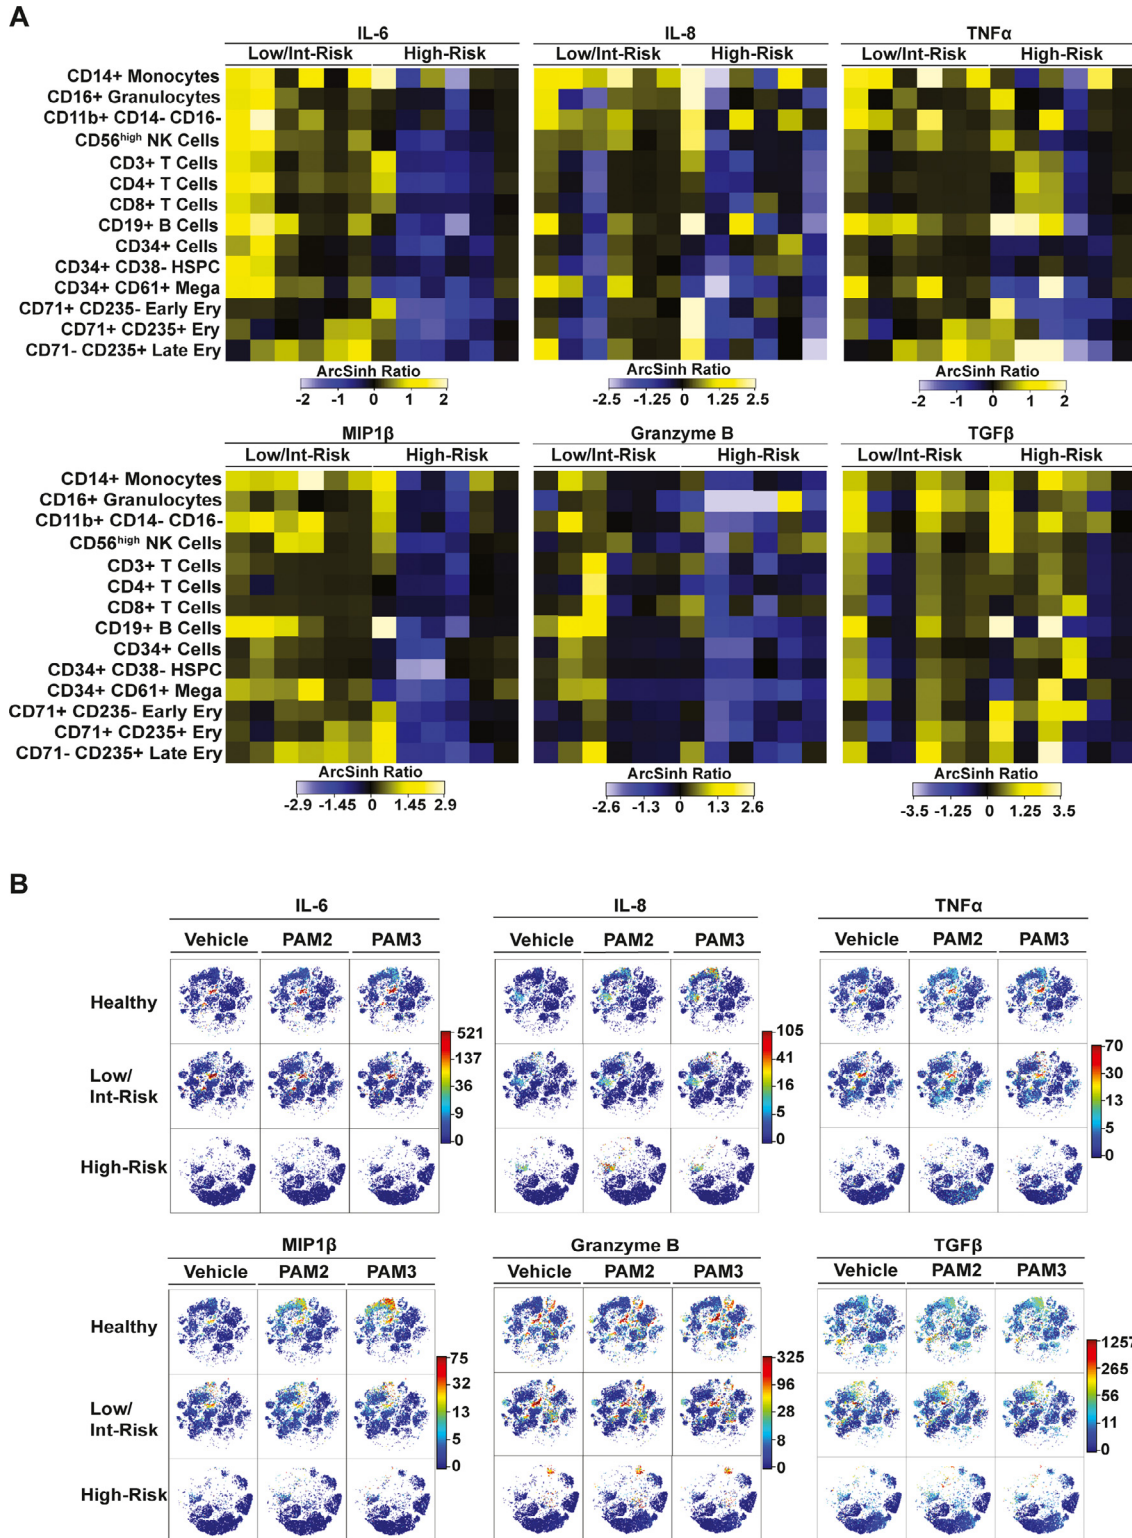 A
IL-6 IL-8 TNFα
Low/Int-Risk High-Risk Low/Int-Risk High-Risk Low/Int-Risk High-Risk
CD14+ Monocytes
CD16+ Granulocytes
CD11b+ CD14- CD16-
CD56high NK Cells
CD3+ T Cells
CD4+ T Cells
CD8+ T Cells
CD19+ B Cells
CD34+ Cells
CD34+ CD38- HSPC
CD34+ CD61+ Mega
CD71+ CD235- Early Ery
CD71+ CD235+ Ery
CD71- CD235+ Late Ery
ArcSinh Ratio ArcSinh Ratio ArcSinh Ratio
-2 -1 0 1 2 -2.5 -1.25 0 1.25 2.5 -2 -1 0 1 2
MIP1β Granzyme B TGFβ
Low/Int-Risk High-Risk Low/Int-Risk High-Risk Low/Int-Risk High-Risk
CD14+ Monocytes
CD16+ Granulocytes
CD11b+ CD14- CD16-
CD56high NK Cells
CD3+ T Cells
CD4+ T Cells
CD8+ T Cells
CD19+ B Cells
CD34+ Cells
CD34+ CD38- HSPC
CD34+ CD61+ Mega
CD71+ CD235- Early Ery
CD71+ CD235+ Ery
CD71- CD235+ Late Ery
ArcSinh Ratio ArcSinh Ratio ArcSinh Ratio
-2.9 -1.45 0 1.45 2.9 -2.6 -1.3 0 1.3 2.6 -3.5 -1.25 0 1.25 3.5
B
IL-6 IL-8 TNFα
Vehicle PAM2 PAM3 Vehicle PAM2 PAM3 Vehicle PAM2 PAM3
Healthy
Low/
Int-Risk
High-Risk
521
137
36
9
0
105
41
16
5
0
70
30
13
5
0
MIP1β Granzyme B TGFβ
Vehicle PAM2 PAM3 Vehicle PAM2 PAM3 Vehicle PAM2 PAM3
Healthy
Low/
Int-Risk
High-Risk
75
32
13
5
0
325
96
28
8
0
1257
265
56
11
0